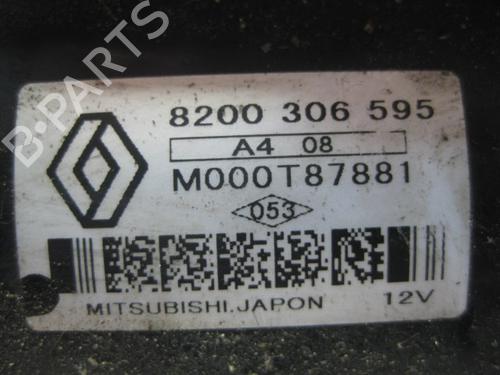 B-PARTS
8200 306 595
A4 08
M000T87881
053
MITSUBISHI.JAPON 12V